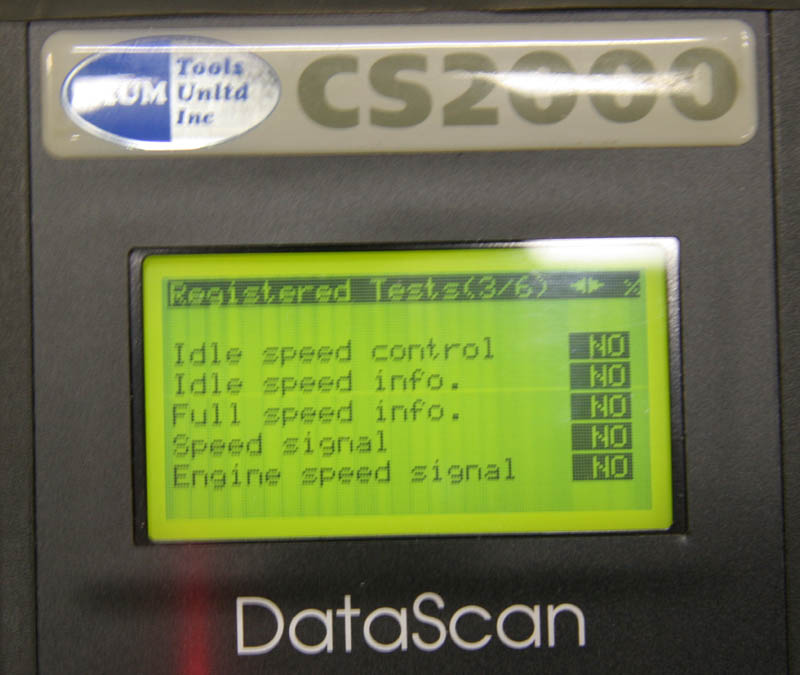 Tools
Unltd
Inc
CS2000
Registered Tests(3/6)
Idle speed control NO
Idle speed info. NO
Full speed info. NO
Speed signal NO
Engine speed signal NO
DataScan